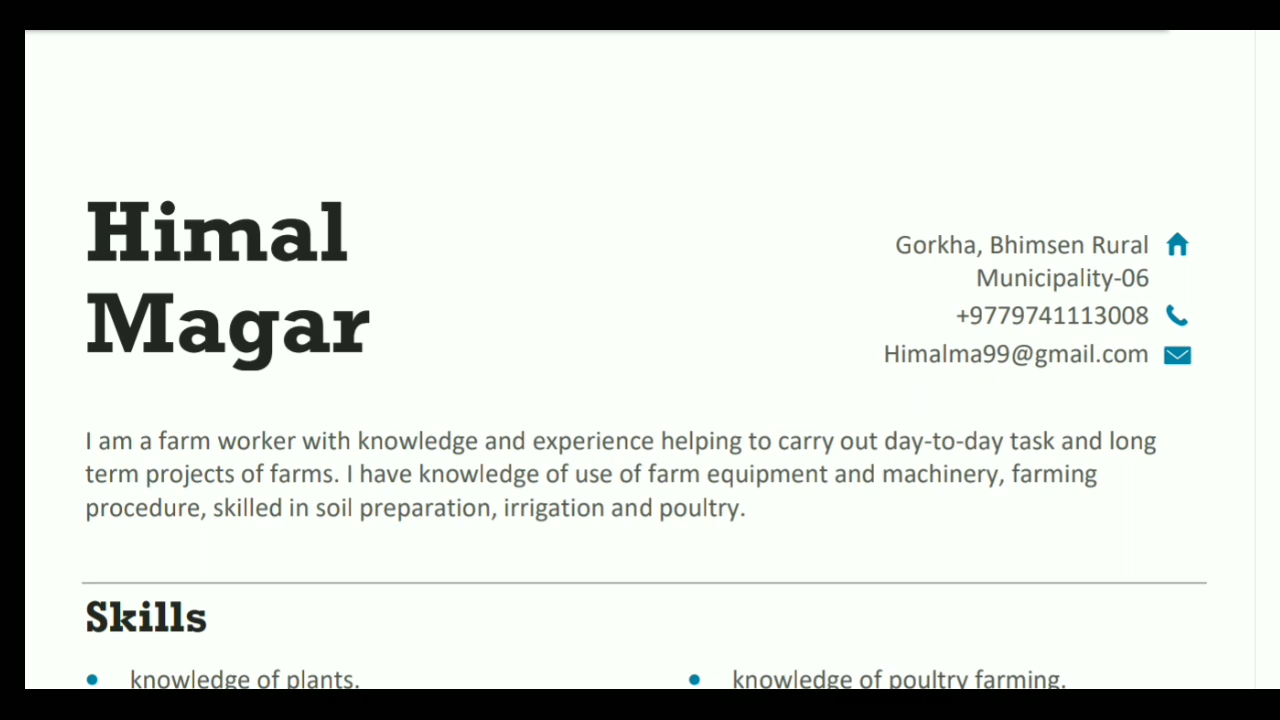 Himal
Magar
Gorkha, Bhimsen Rural
Municipality-06
+9779741113008
Himalma99@gmail.com
I am a farm worker with knowledge and experience helping to carry out day-to-day task and long
term projects of farms. I have knowledge of use of farm equipment and machinery, farming
procedure, skilled in soil preparation, irrigation and poultry.
Skills
knowledge of plants.
knowledge of poultry farming.